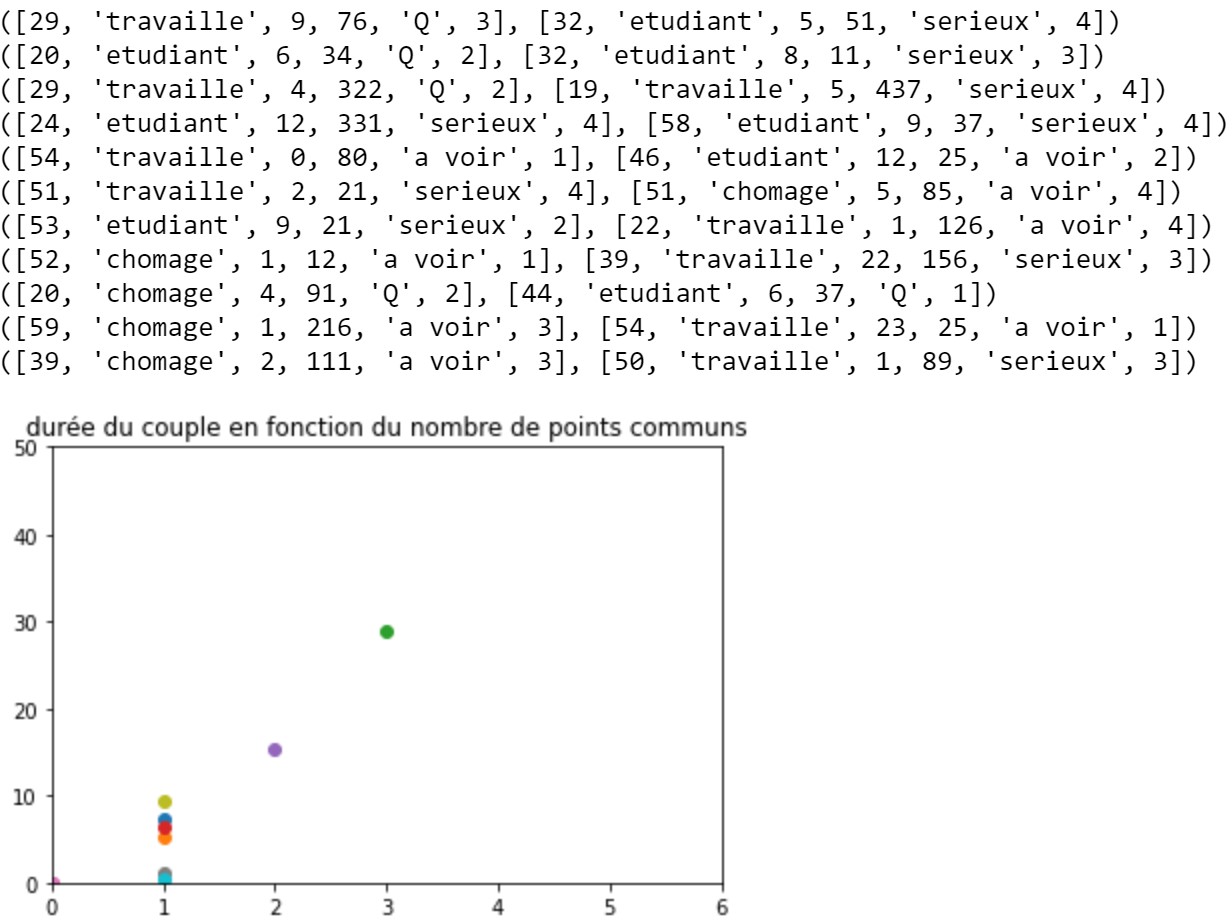 ([29, 'travaille', 9, 76, 'Q', 3], [32, 'etudiant', 5, 51, 'serieux', 4])
([20, 'etudiant', 6, 34, 'Q', 2], [32, 'etudiant', 8, 11, 'serieux', 3])
([29, 'travaille', 4, 322, 'Q', 2], [19, 'travaille', 5, 437, 'serieux', 4])
([24, 'etudiant', 12, 331, 'serieux', 4], [58, 'etudiant', 9, 37, 'serieux', 4])
([54, 'travaille', 0, 80, 'a voir', 1], [46, 'etudiant', 12, 25, 'a voir', 2])
([51, 'travaille', 2, 21, 'serieux', 4], [51, 'chomage', 5, 85, 'a voir', 4])
([53, 'etudiant', 9, 21, 'serieux', 2], [22, 'travaille', 1, 126, 'a voir', 4])
([52, 'chomage', 1, 12, 'a voir', 1], [39, 'travaille', 22, 156, 'serieux', 3])
([20, 'chomage', 4, 91, 'Q', 2], [44, 'etudiant', 6, 37, 'Q', 1])
([59, 'chomage', 1, 216, 'a voir', 3], [54, 'travaille', 23, 25, 'a voir', 1])
([39, 'chomage', 2, 111, 'a voir', 3], [50, 'travaille', 1, 89, 'serieux', 3])
durée du couple en fonction du nombre de points communs
50
40
30
20
10
0
0 1 2 3 4 5 6